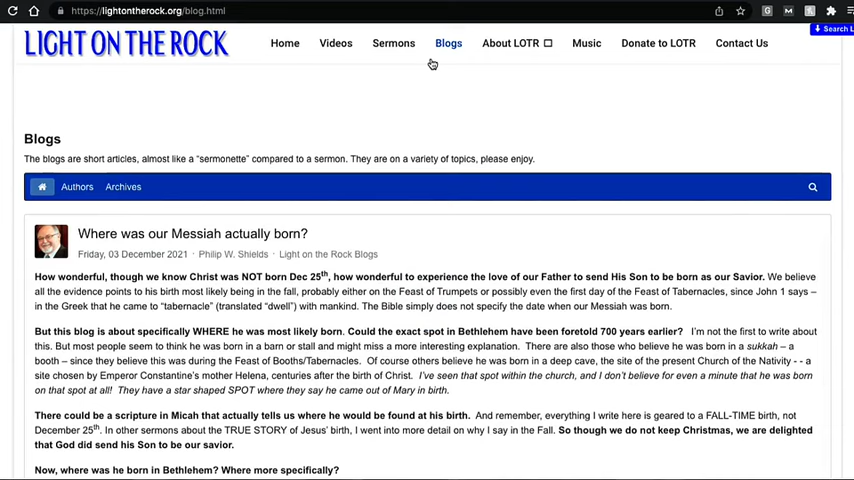 https://lightontherock.org/blog.html
LIGHT ON THE ROCK
Home Videos Sermons Blogs About LOTR Music Donate to LOTR Contact Us
Search L
Blogs
The blogs are short articles, almost like a “sermonette” compared to a sermon. They are on a variety of topics, please enjoy.
Authors Archives
Where was our Messiah actually born?
Friday, 03 December 2021 · Philip W. Shields · Light on the Rock Blogs
How wonderful, though we know Christ was NOT born Dec 25th, how wonderful to experience the love of our Father to send His Son to be born as our Savior. We believe
all the evidence points to his birth most likely being in the fall, probably either on the Feast of Trumpets or possibly even the first day of the Feast of Tabernacles, since John 1 says –
in the Greek that he came to “tabernacle” (translated “dwell”) with mankind. The Bible simply does not specify the date when our Messiah was born.
But this blog is about specifically WHERE he was most likely born. Could the exact spot in Bethlehem have been foretold 700 years earlier? I’m not the first to write about
this. But most people seem to think he was born in a barn or stall and might miss a more interesting explanation. There are also those who believe he was born in a sukkah – a
booth – since they believe this was during the Feast of Booths/Tabernacles. Of course others believe he was born in a deep cave, the site of the present Church of the Nativity - - a
site chosen by Emperor Constantine’s mother Helena, centuries after the birth of Christ. I’ve seen that spot within the church, and I don’t believe for even a minute that he was born
on that spot at all! They have a star shaped SPOT where they say he came out of Mary in birth.
There could be a scripture in Micah that actually tells us where he would be found at his birth. And remember, everything I write here is geared to a FALL-TIME birth, not
December 25th. In other sermons about the TRUE STORY of Jesus’ birth, I went into more detail on why I say in the Fall. So though we do not keep Christmas, we are delighted
that God did send his Son to be our savior.
Now, where was he born in Bethlehem? Where more specifically?